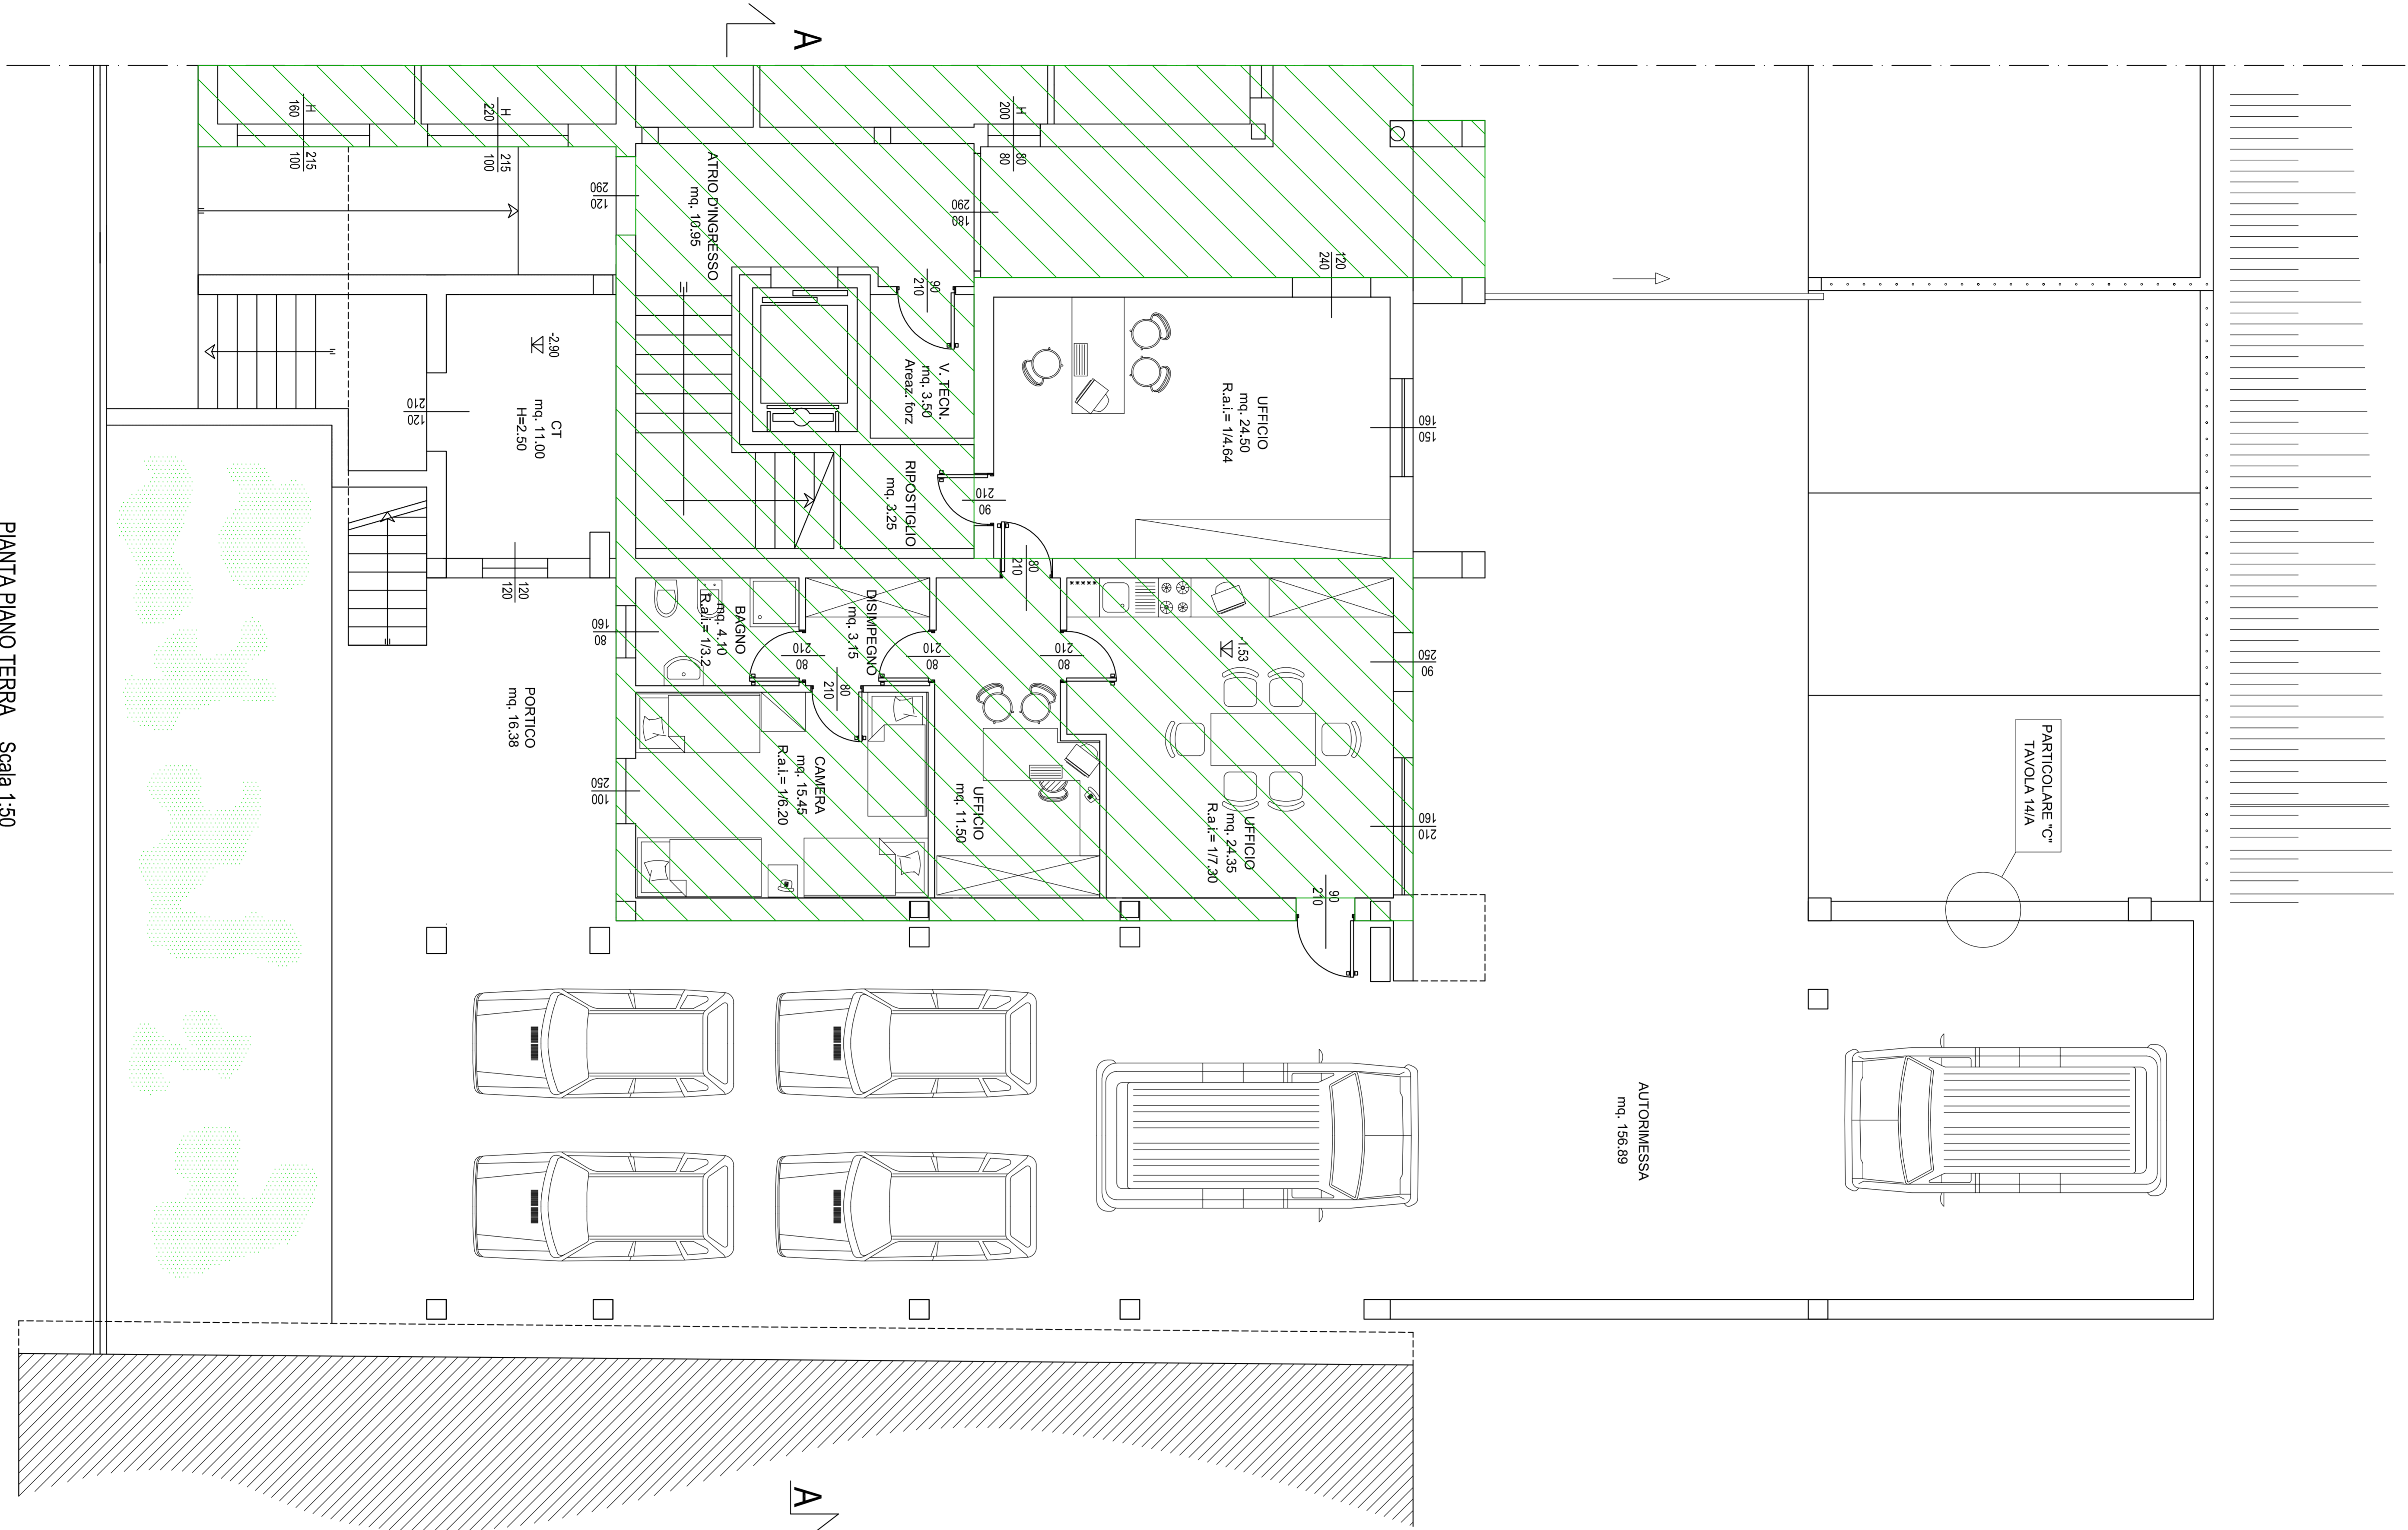 A
H
160
215
100
H
220
215
100
H
200
80
80
ATRIO D'INGRESSO
mq. 10.95
290
120
290
180
120
240
90
210
-2.90
CT
mq. 11.00
H=2.50
210
120
V. TECN.
mq. 3.50
Areaz. forz
UFFICIO
mq. 24.50
R.a.i.= 1/4.64
160
150
RIPOSTIGLIO
mq. 3.25
210
90
80
210
120
120
160
80
BAGNO
mq. 4.10
R.a.i.= 1/3.2
DISIMPEGNO
mq. 3.15
210
80
210
80
210
80
80
210
-1.53
250
90
PORTICO
mq. 16.38
250
100
CAMERA
mq. 15.45
R.a.i.= 1/6.20
UFFICIO
mq. 11.50
UFFICIO
mq. 24.35
R.a.i.= 1/7.30
160
210
90
210
PARTICOLARE "C"
TAVOLA 14/A
AUTORIMESSA
mq. 156.89
A
PIANTA PIANO TERRA Scala 1:50